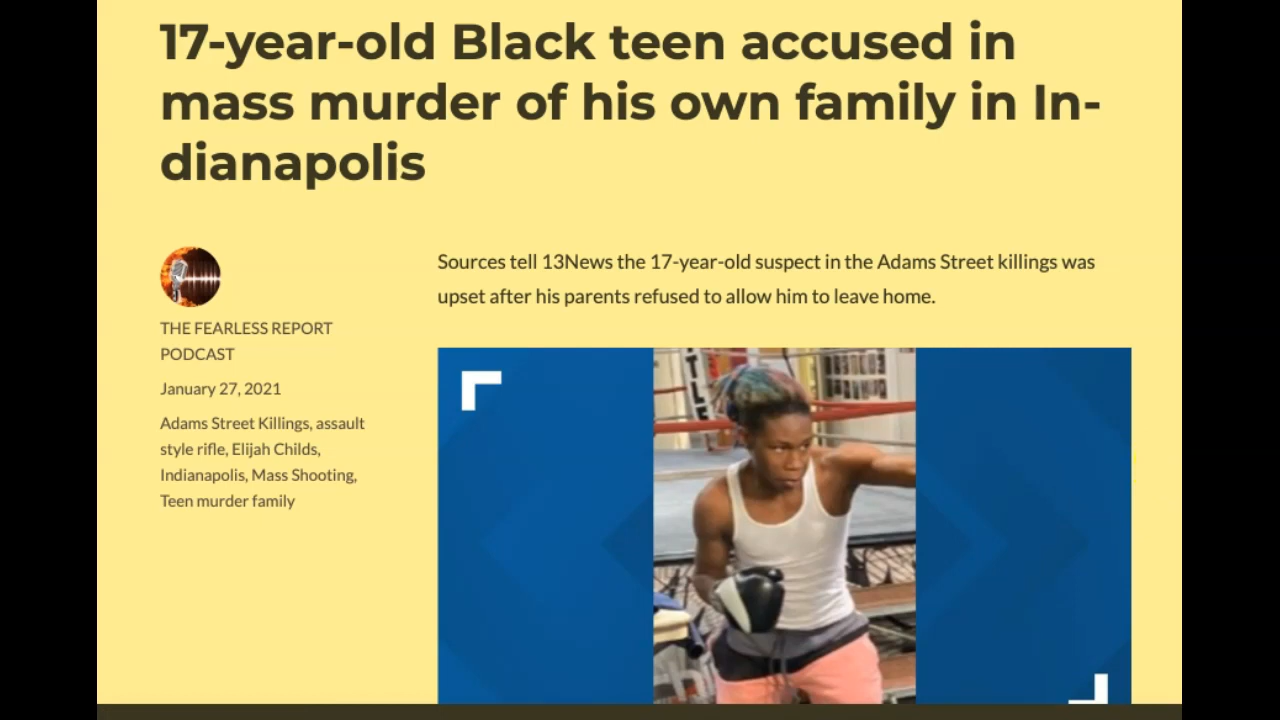 17-year-old Black teen accused in
mass murder of his own family in In-
dianapolis
THE FEARLESS REPORT
PODCAST
January 27, 2021
Adams Street Killings, assault
style rifle, Elijah Childs,
Indianapolis, Mass Shooting,
Teen murder family
Sources tell 13News the 17-year-old suspect in the Adams Street killings was
upset after his parents refused to allow him to leave home.
TLE